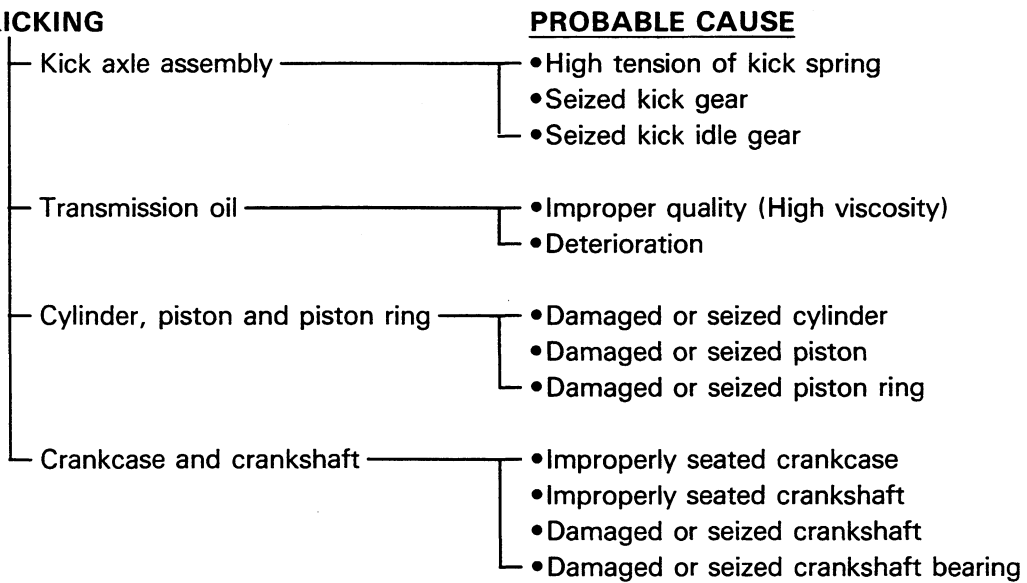 KICKING
PROBABLE CAUSE
Kick axle assembly
•High tension of kick spring
•Seized kick gear
•Seized kick idle gear
Transmission oil
•Improper quality (High viscosity)
•Deterioration
Cylinder, piston and piston ring
•Damaged or seized cylinder
•Damaged or seized piston
•Damaged or seized piston ring
Crankcase and crankshaft
•Improperly seated crankcase
•Improperly seated crankshaft
•Damaged or seized crankshaft
•Damaged or seized crankshaft bearing